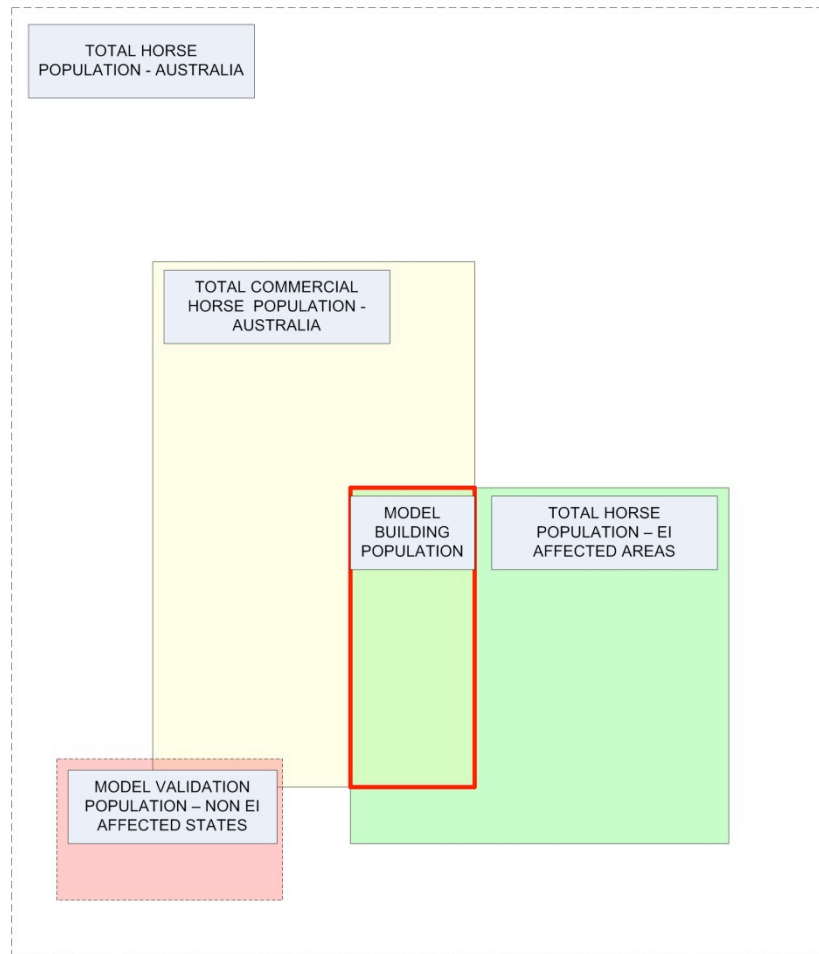 TOTAL HORSE
POPULATION - AUSTRALIA
TOTAL COMMERCIAL
HORSE POPULATION -
AUSTRALIA
MODEL
BUILDING
POPULATION
TOTAL HORSE
POPULATION – EI
AFFECTED AREAS
MODEL VALIDATION
POPULATION – NON EI
AFFECTED STATES